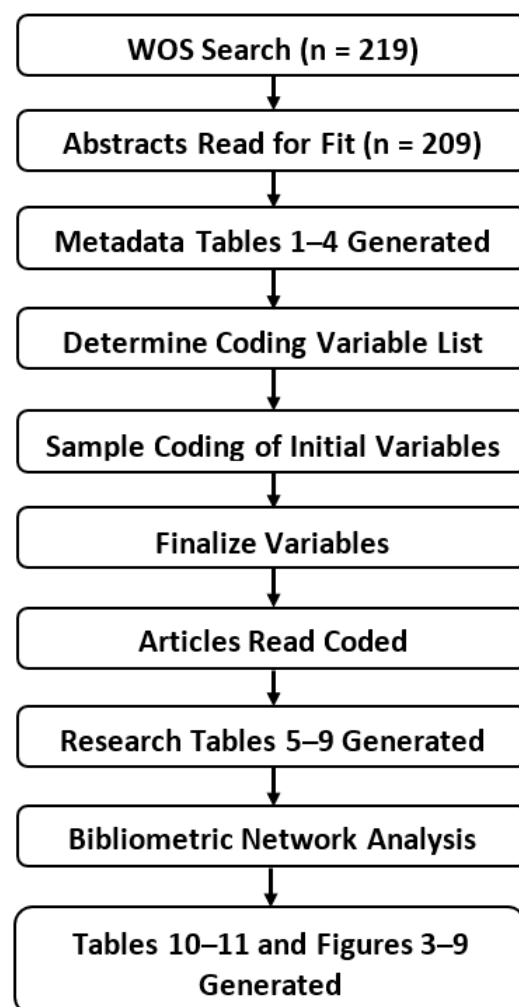 WOS Search (n = 219)
Abstracts Read for Fit (n = 209)
Metadata Tables 1–4 Generated
Determine Coding Variable List
Sample Coding of Initial Variables
Finalize Variables
Articles Read Coded
Research Tables 5–9 Generated
Bibliometric Network Analysis
Tables 10–11 and Figures 3–9
Generated